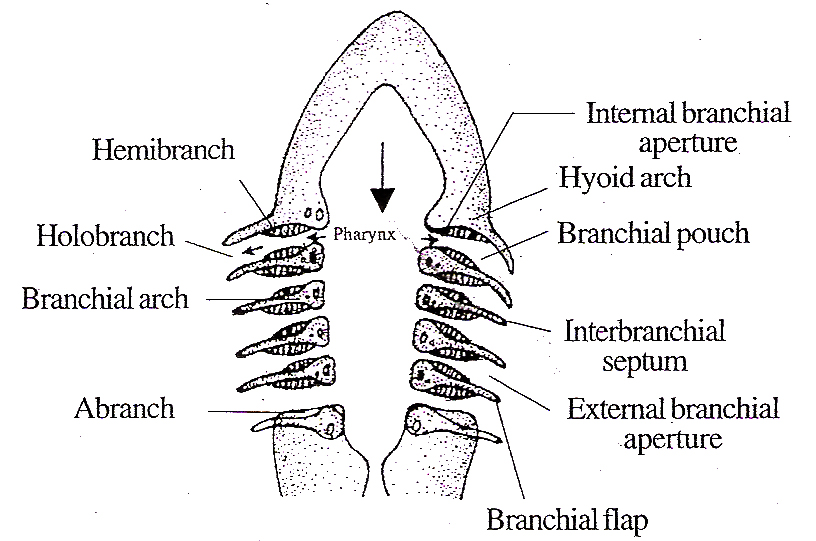 Internal branchial
aperture
Hemibranch
Hyoid arch
Holobranch
Pharynx
Branchial pouch
Branchial arch
Interbranchial
septum
Abranch
External branchial
aperture
Branchial flap